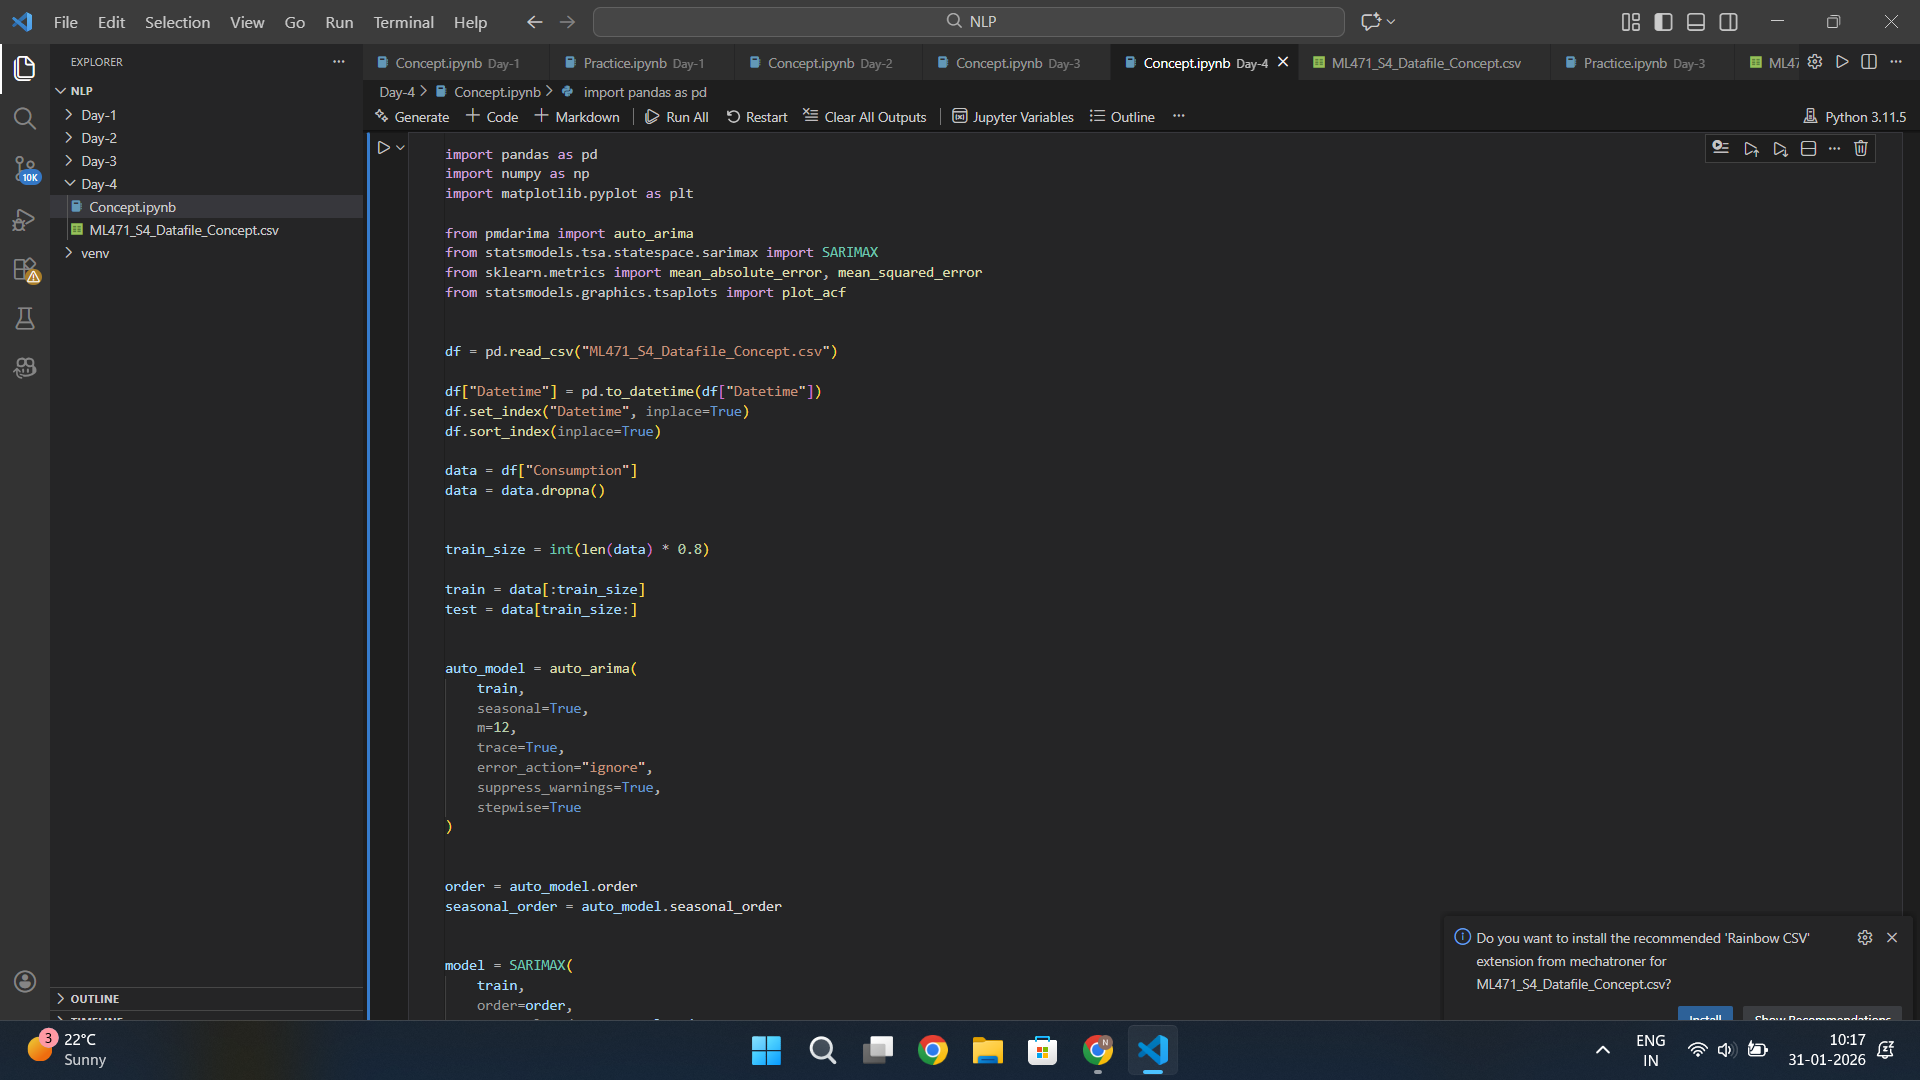 File Edit Selection View Go Run Terminal Help
NLP
EXPLORER
NLP
Day-1
Day-2
Day-3
Day-4
Concept.ipynb
ML471_S4_Datafile_Concept.csv
venv
10K
OUTLINE
Concept.ipynb Day-1
Practice.ipynb Day-1
Concept.ipynb Day-2
Concept.ipynb Day-3
Concept.ipynb Day-4
ML471_S4_Datafile_Concept.csv
Practice.ipynb Day-3
Day-4 > Concept.ipynb > import pandas as pd
Generate + Code + Markdown Run All Restart Clear All Outputs Jupyter Variables Outline ···
Python 3.11.5
import pandas as pd
import numpy as np
import matplotlib.pyplot as plt
from pmdarima import auto_arima
from statsmodels.tsa.statespace.sarimax import SARIMAX
from sklearn.metrics import mean_absolute_error, mean_squared_error
from statsmodels.graphics.tsaplots import plot_acf
df = pd.read_csv("ML471_S4_Datafile_Concept.csv")
df["Datetime"] = pd.to_datetime(df["Datetime"])
df.set_index("Datetime", inplace=True)
df.sort_index(inplace=True)
data = df["Consumption"]
data = data.dropna()
train_size = int(len(data) * 0.8)
train = data[:train_size]
test = data[train_size:]
auto_model = auto_arima(
train,
seasonal=True,
m=12,
trace=True,
error_action="ignore",
suppress_warnings=True,
stepwise=True
)
order = auto_model.order
seasonal_order = auto_model.seasonal_order
model = SARIMAX(
train,
order=order,
Do you want to install the recommended 'Rainbow CSV'
extension from mechatroner for
ML471_S4_Datafile_Concept.csv?
Install Show Recommendations
3
22°C
Sunny
N
ENG
IN
10:17
31-01-2026